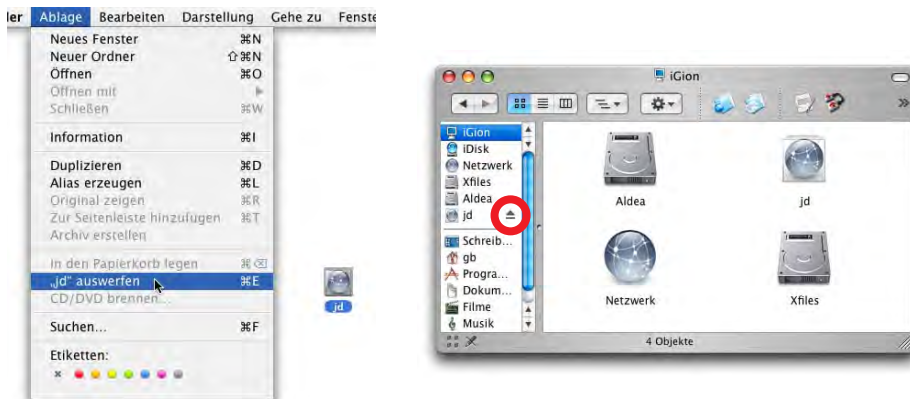 ler Ablage Bearbeiten Darstellung Gehe zu Fenste
Neues Fenster ⌘N
Neuer Ordner ⇧⌘N
Öffnen ⌘O
Öffnen mit
Schließen ⌘W
Information ⌘I
Duplizieren ⌘D
Alias erzeugen ⌘L
Original zeigen ⌘R
Zur Seitenleiste hinzufügen ⌘T
Archiv erstellen
In den Papierkorb legen ⌘⌫
„jd“ auswerfen ⌘E
CD/DVD brennen...
Suchen... ⌘F
Etiketten:
jd
iGion
iGion
iDisk
Netzwerk
Xfiles
Aldea
jd
Schreib...
gb
Progra...
Dokum...
Filme
Musik
Aldea jd
Netzwerk Xfiles
4 Objekte